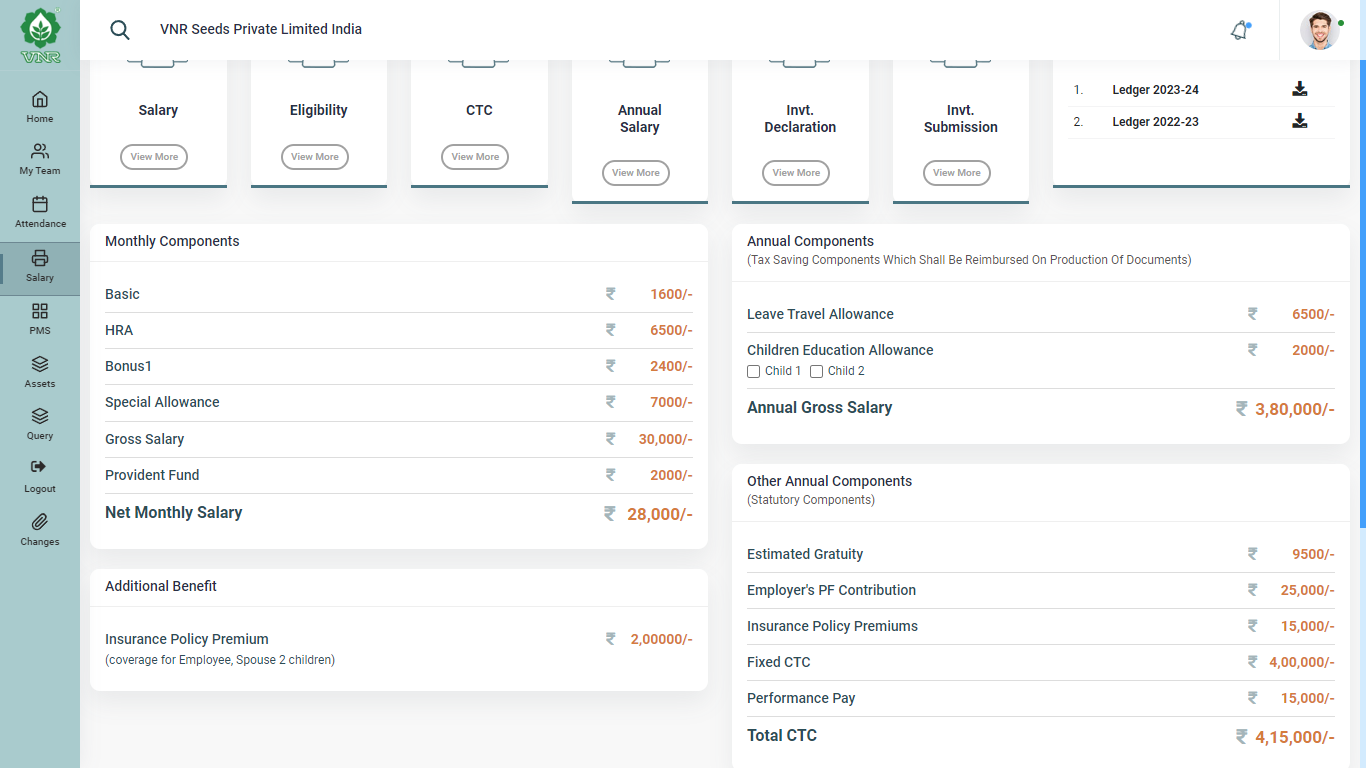 VNR
VNR Seeds Private Limited India
Home
My Team
Attendance
Salary
PMS
Assets
Query
Logout
Changes
Salary
View More
Eligibility
View More
CTC
View More
Annual
Salary
View More
Invt.
Declaration
View More
Invt.
Submission
View More
1. Ledger 2023-24
2. Ledger 2022-23
Monthly Components
Basic ₹ 1600/-
HRA ₹ 6500/-
Bonus1 ₹ 2400/-
Special Allowance ₹ 7000/-
Gross Salary ₹ 30,000/-
Provident Fund ₹ 2000/-
Net Monthly Salary ₹ 28,000/-
Additional Benefit
Insurance Policy Premium ₹ 2,00000/-
(coverage for Employee, Spouse 2 children)
Annual Components
(Tax Saving Components Which Shall Be Reimbursed On Production Of Documents)
Leave Travel Allowance ₹ 6500/-
Children Education Allowance ₹ 2000/-
Child 1 Child 2
Annual Gross Salary ₹ 3,80,000/-
Other Annual Components
(Statutory Components)
Estimated Gratuity ₹ 9500/-
Employer's PF Contribution ₹ 25,000/-
Insurance Policy Premiums ₹ 15,000/-
Fixed CTC ₹ 4,00,000/-
Performance Pay ₹ 15,000/-
Total CTC ₹ 4,15,000/-